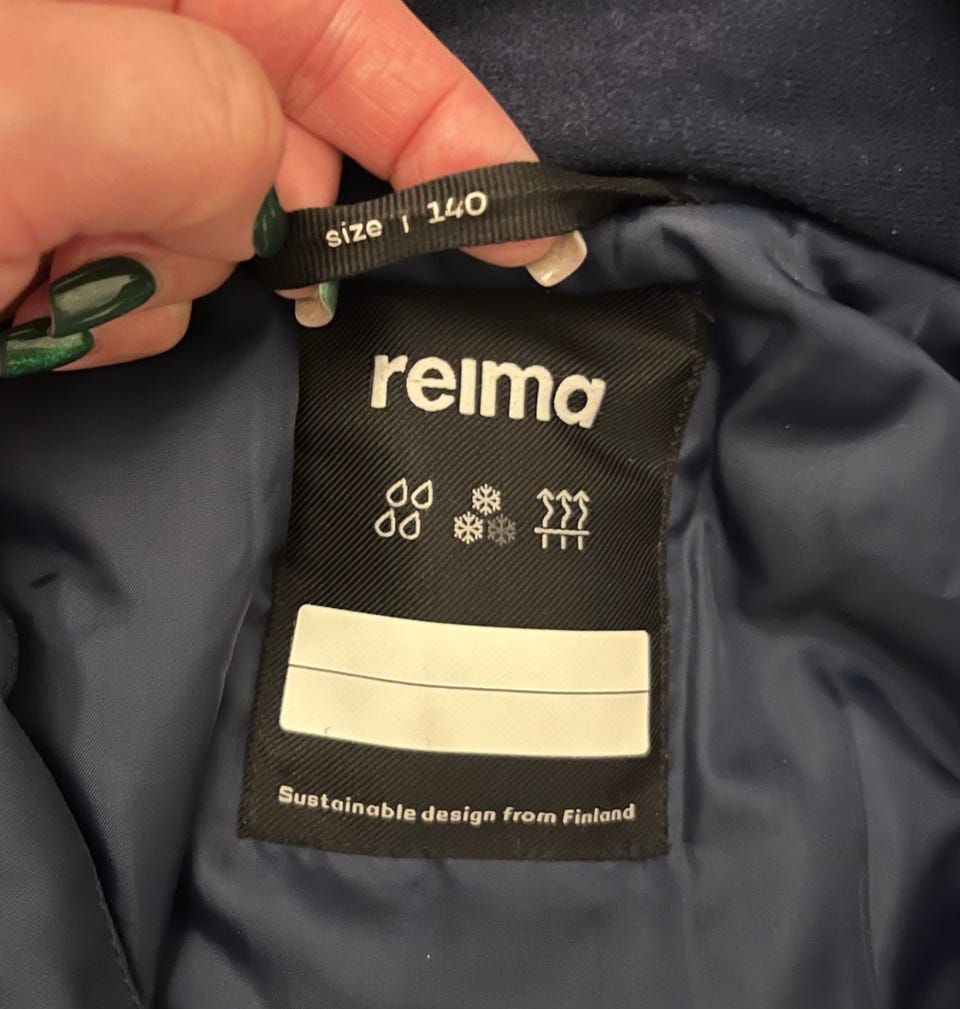 size | 140
reima
Sustainable design from Finland